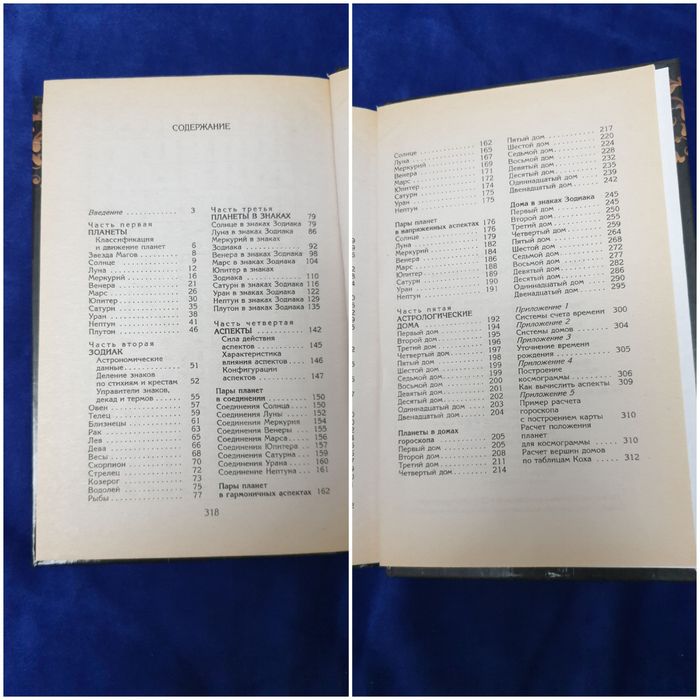 СОДЕРЖАНИЕ
Введение . . . . . . . . . . . 3
Часть первая
ПЛАНЕТЫ
Классификация
и движение планет . . . 6
Звезда Магов . . . . . . . . 8
Солнце . . . . . . . . . . . . 9
Луна . . . . . . . . . . . . . 12
Меркурий . . . . . . . . . . 16
Венера . . . . . . . . . . . . 21
Марс . . . . . . . . . . . . . 26
Юпитер . . . . . . . . . . . 30
Сатурн . . . . . . . . . . . . 35
Уран . . . . . . . . . . . . . 38
Нептун . . . . . . . . . . . . 41
Плутон . . . . . . . . . . . . 46
Часть вторая
ЗОДИАК
Астрономические
данные . . . . . . . . . . . 51
Деление знаков
по стихиям и крестам . . 52
Управители знаков,
декад и термов . . . . . . 55
Овен . . . . . . . . . . . . . 57
Телец . . . . . . . . . . . . . 59
Близнецы . . . . . . . . . . 61
Рак . . . . . . . . . . . . . . 63
Лев . . . . . . . . . . . . . . 65
Дева . . . . . . . . . . . . . 66
Весы . . . . . . . . . . . . . 68
Скорпион . . . . . . . . . . 70
Стрелец . . . . . . . . . . . 72
Козерог . . . . . . . . . . . 73
Водолей . . . . . . . . . . . 75
Рыбы . . . . . . . . . . . . . 77
Часть третья
ПЛАНЕТЫ В ЗНАКАХ . . 79
Солнце в знаках Зодиака . 79
Луна в знаках Зодиака . . 86
Меркурий в знаках
Зодиака . . . . . . . . . . . 92
Венера в знаках Зодиака . 98
Марс в знаках Зодиака . . 104
Юпитер в знаках
Зодиака . . . . . . . . . . . 110
Сатурн в знаках Зодиака . 116
Уран в знаках Зодиака . . 122
Нептун в знаках Зодиака . 129
Плутон в знаках Зодиака . 135
Часть четвертая
АСПЕКТЫ . . . . . . . . . . 142
Сила действия
аспектов . . . . . . . . . . 145
Характеристика
влияния аспектов . . . . 146
Конфигурации
аспектов . . . . . . . . . . 147
Пары планет
в соединении . . . . . . . 150
Соединения Солнца . . . . 150
Соединения Луны . . . . . 152
Соединения Меркурия . . 154
Соединения Венеры . . . . 155
Соединения Марса . . . . . 156
Соединения Юпитера . . . 158
Соединения Сатурна . . . 159
Соединения Урана . . . . . 160
Соединения Нептуна . . . 161
Пары планет
в гармоничных аспектах . 162
318
Солнце . . . . . . . . . . . . 162
Луна . . . . . . . . . . . . . 165
Меркурий . . . . . . . . . . 167
Венера . . . . . . . . . . . . 169
Марс . . . . . . . . . . . . . 171
Юпитер . . . . . . . . . . . 172
Сатурн . . . . . . . . . . . . 174
Уран . . . . . . . . . . . . . 175
Нептун . . . . . . . . . . . . 175
Пары планет
в напряженных аспектах . 176
Солнце . . . . . . . . . . . . 176
Луна . . . . . . . . . . . . . 179
Меркурий . . . . . . . . . . 182
Венера . . . . . . . . . . . . 184
Марс . . . . . . . . . . . . . 186
Юпитер . . . . . . . . . . . 188
Сатурн . . . . . . . . . . . . 190
Уран . . . . . . . . . . . . . 191
Нептун . . . . . . . . . . . . 191
Часть пятая
АСТРОЛОГИЧЕСКИЕ
ДОМА . . . . . . . . . . . . 192
Первый дом . . . . . . . . . 194
Второй дом . . . . . . . . . 195
Третий дом . . . . . . . . . 196
Четвертый дом . . . . . . . 197
Пятый дом . . . . . . . . . . 198
Шестой дом . . . . . . . . . 199
Седьмой дом . . . . . . . . 199
Восьмой дом . . . . . . . . 200
Девятый дом . . . . . . . . 201
Десятый дом . . . . . . . . 202
Одиннадцатый дом . . . . 203
Двенадцатый дом . . . . . 204
Планеты в домах
гороскопа . . . . . . . . . . 205
Первый дом . . . . . . . . . 205
Второй дом . . . . . . . . . 208
Третий дом . . . . . . . . . 211
Четвертый дом . . . . . . . 214
Пятый дом . . . . . . . . . . 217
Шестой дом . . . . . . . . . 220
Седьмой дом . . . . . . . . 224
Восьмой дом . . . . . . . . 228
Девятый дом . . . . . . . . 232
Десятый дом . . . . . . . . 235
Одиннадцатый дом . . . . 239
Двенадцатый дом . . . . . 242
Дома в знаках Зодиака . . 245
Первый дом . . . . . . . . . 245
Второй дом . . . . . . . . . 250
Третий дом . . . . . . . . . 255
Четвертый дом . . . . . . . 259
Пятый дом . . . . . . . . . . 264
Шестой дом . . . . . . . . . 268
Седьмой дом . . . . . . . . 272
Восьмой дом . . . . . . . . 277
Девятый дом . . . . . . . . 282
Десятый дом . . . . . . . . 286
Одиннадцатый дом . . . . 290
Двенадцатый дом . . . . . 295
Приложение 1
Системы счета времени . . 300
Приложение 2
Системы домов . . . . . . . 304
Приложение 3
Уточнение времени
рождения . . . . . . . . . . 305
Приложение 4
Построение
космограммы . . . . . . . . 309
Как вычислить аспекты . . 309
Приложение 5
Пример расчета
гороскопа
с построением карты . . . 310
Расчет положения
планет
для космограммы . . . . . 310
Расчет вершин домов
по таблицам Коха . . . . . 312